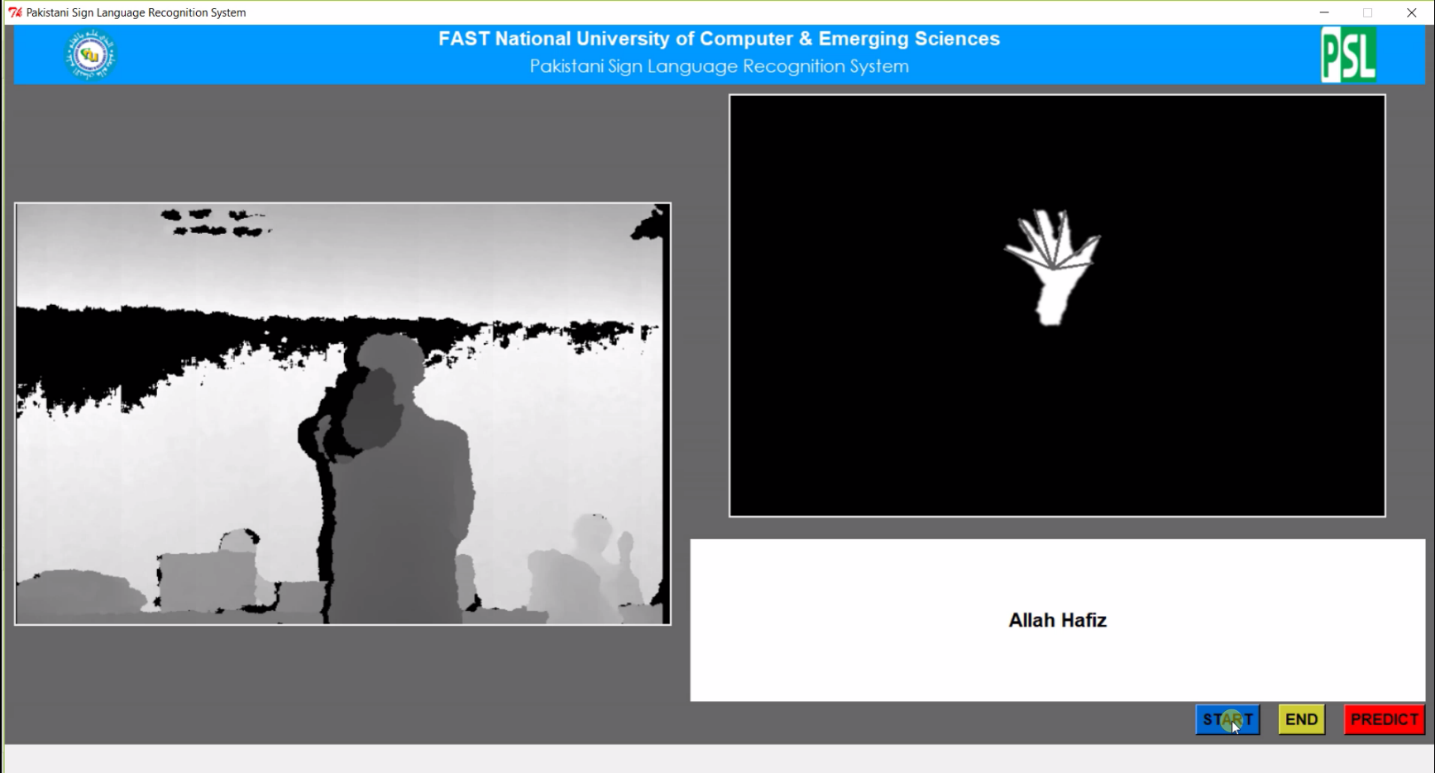 Pakistani Sign Language Recognition System
FAST National University of Computer & Emerging Sciences
Pakistani Sign Language Recognition System
PSL
Allah Hafiz
START
END
PREDICT